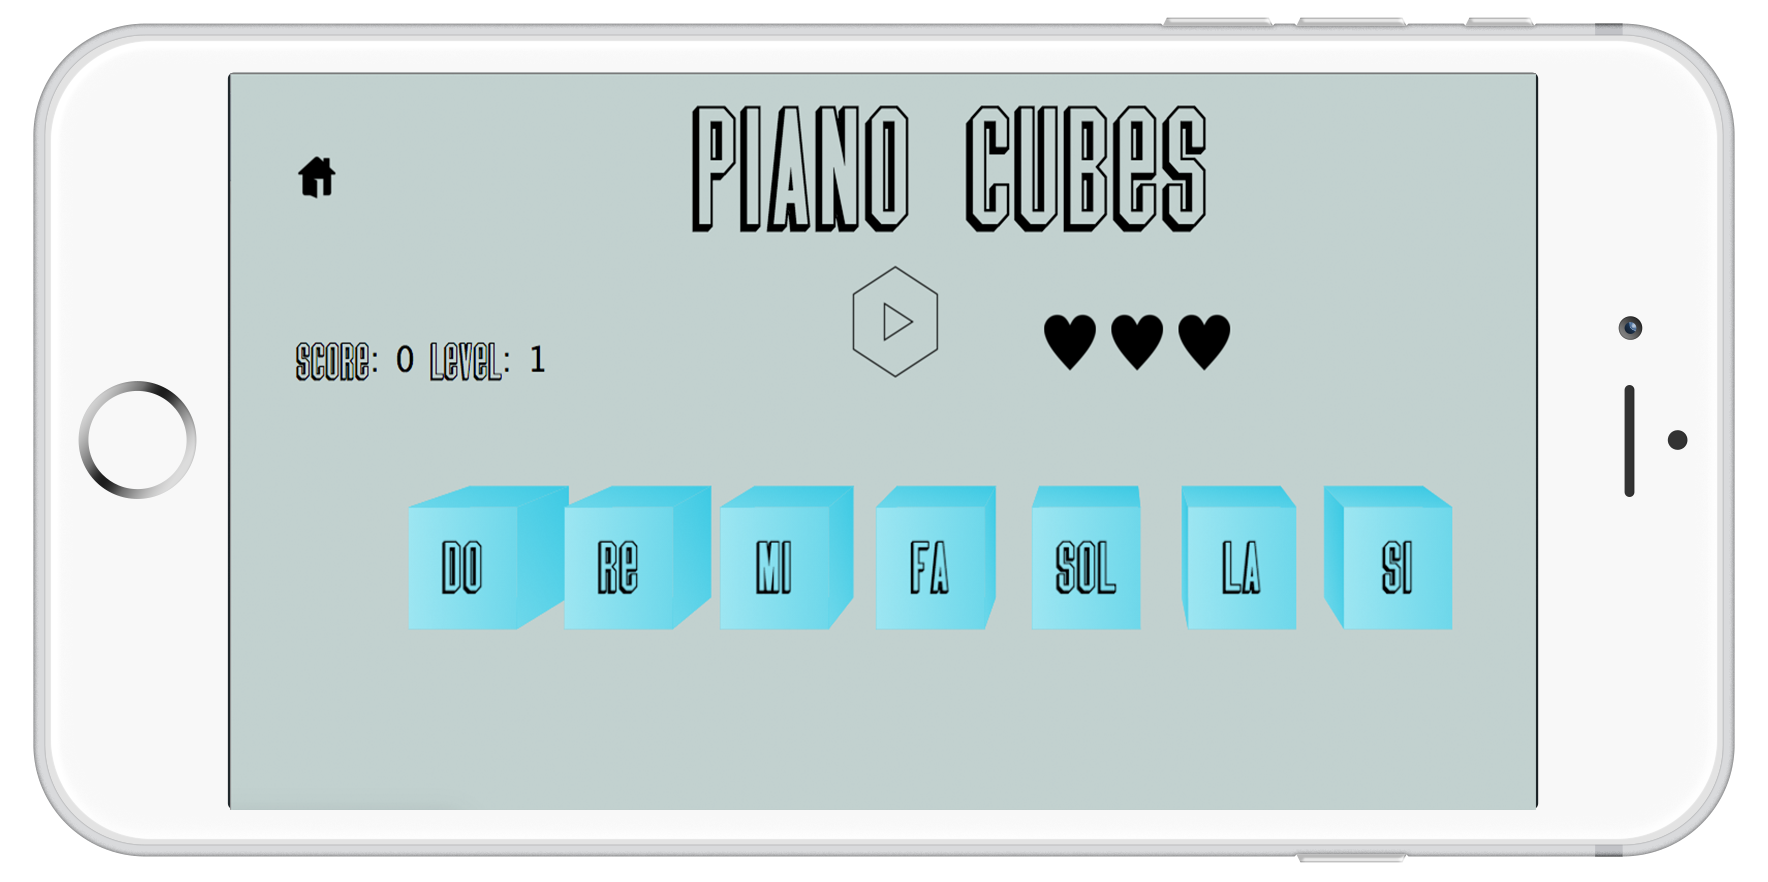 PIANO CUBES
SCORE: 0 LEVEL: 1
DO RE MI FA SOL LA SI